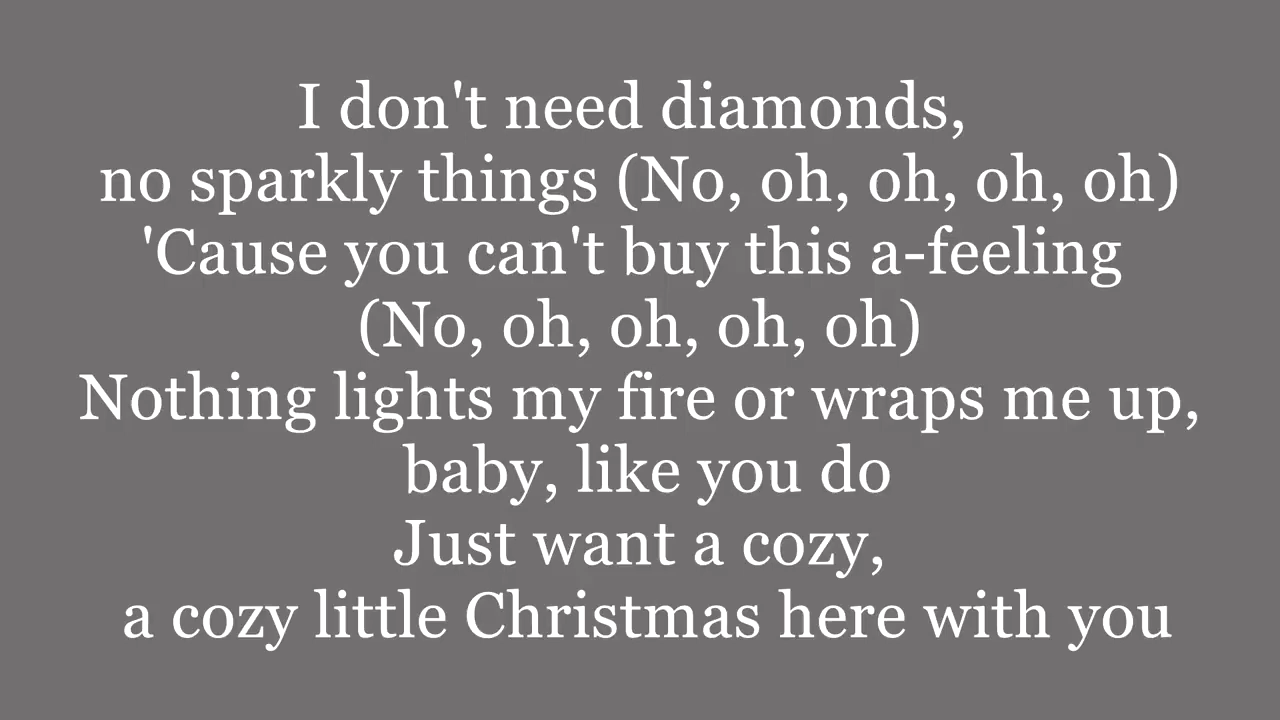 I don't need diamonds,
no sparkly things (No, oh, oh, oh, oh)
'Cause you can't buy this a-feeling
(No, oh, oh, oh, oh)
Nothing lights my fire or wraps me up,
baby, like you do
Just want a cozy,
a cozy little Christmas here with you